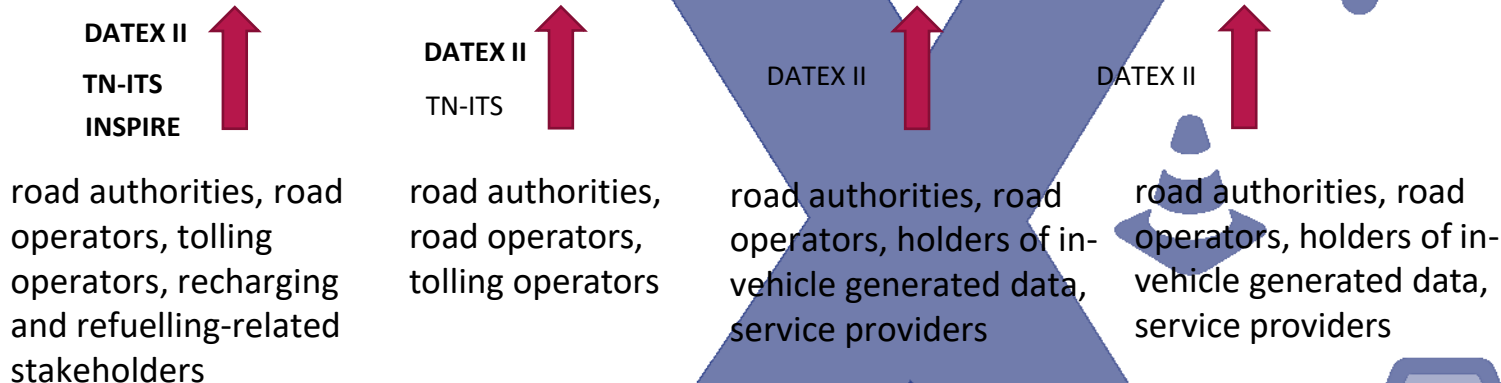 DATEX II
TN-ITS
INSPIRE
road authorities, road
operators, tolling
operators, recharging
and refuelling-related
stakeholders
DATEX II
TN-ITS
road authorities,
road operators,
tolling operators
DATEX II
road authorities, road
operators, holders of in-
vehicle generated data,
service providers
DATEX II
road authorities, road
operators, holders of in-
vehicle generated data,
service providers